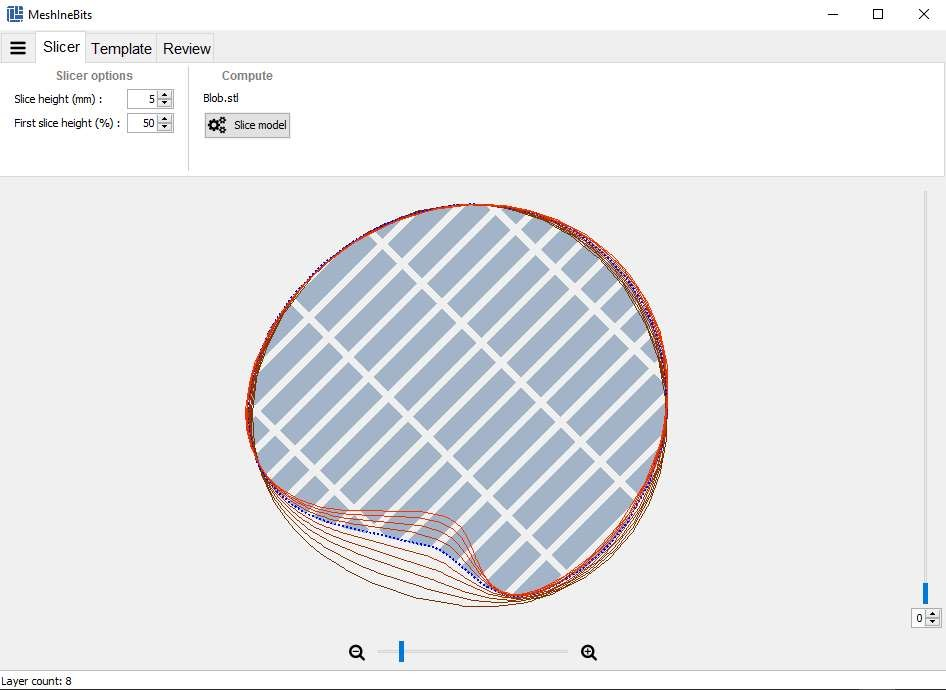 MeshIneBits
Slicer Template Review
Slicer options Compute
Slice height (mm) : 5 Blob.stl
First slice height (%) : 50 Slice model
0
Layer count: 8